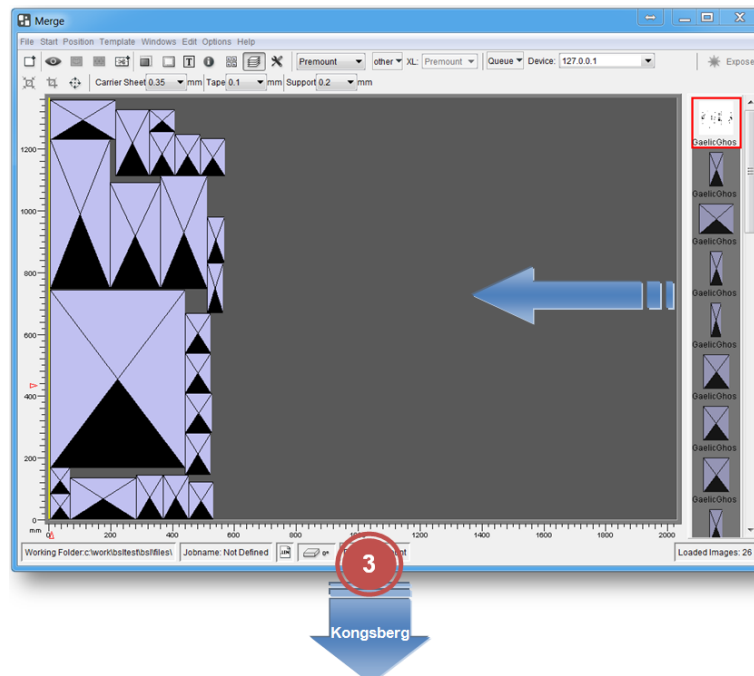 Merge
File Start Position Template Windows Edit Options Help
Premount other XL: Premount Queue Device: 127.0.0.1 Expose
Carrier Sheet 0.35 mm Tape 0.1 mm Support 0.2 mm
1200
1000
800
600
400
200
0
mm 0 200 400 600 800 1000 1200 1400 1600 1800 2000
GaelicGhos
GaelicGhos
GaelicGhos
GaelicGhos
GaelicGhos
GaelicGhos
GaelicGhos
GaelicGhos
Working Folder:c:\work\bsitest\bsi\files\ Jobname: Not Defined Loaded Images: 26
3
Kongsberg